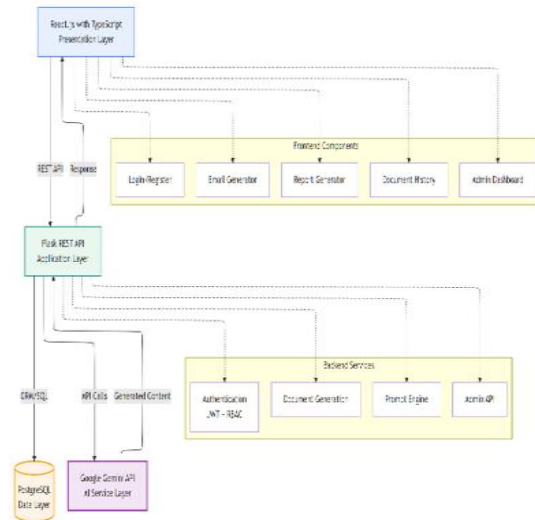 React.js with TypeScript
Presentation Layer
Frontend Components
Login-Register
Email Generator
Report Generator
Document History
Admin Dashboard
REST API
Response
Flask REST API
Application Layer
Backend Services
Authentication
JWT - RBAC
Document Generation
Prompt Engine
Admin API
ORM/SQL
API Calls
Generated Content
PostgreSQL
Data Layer
Google Gemini API
AI Service Layer